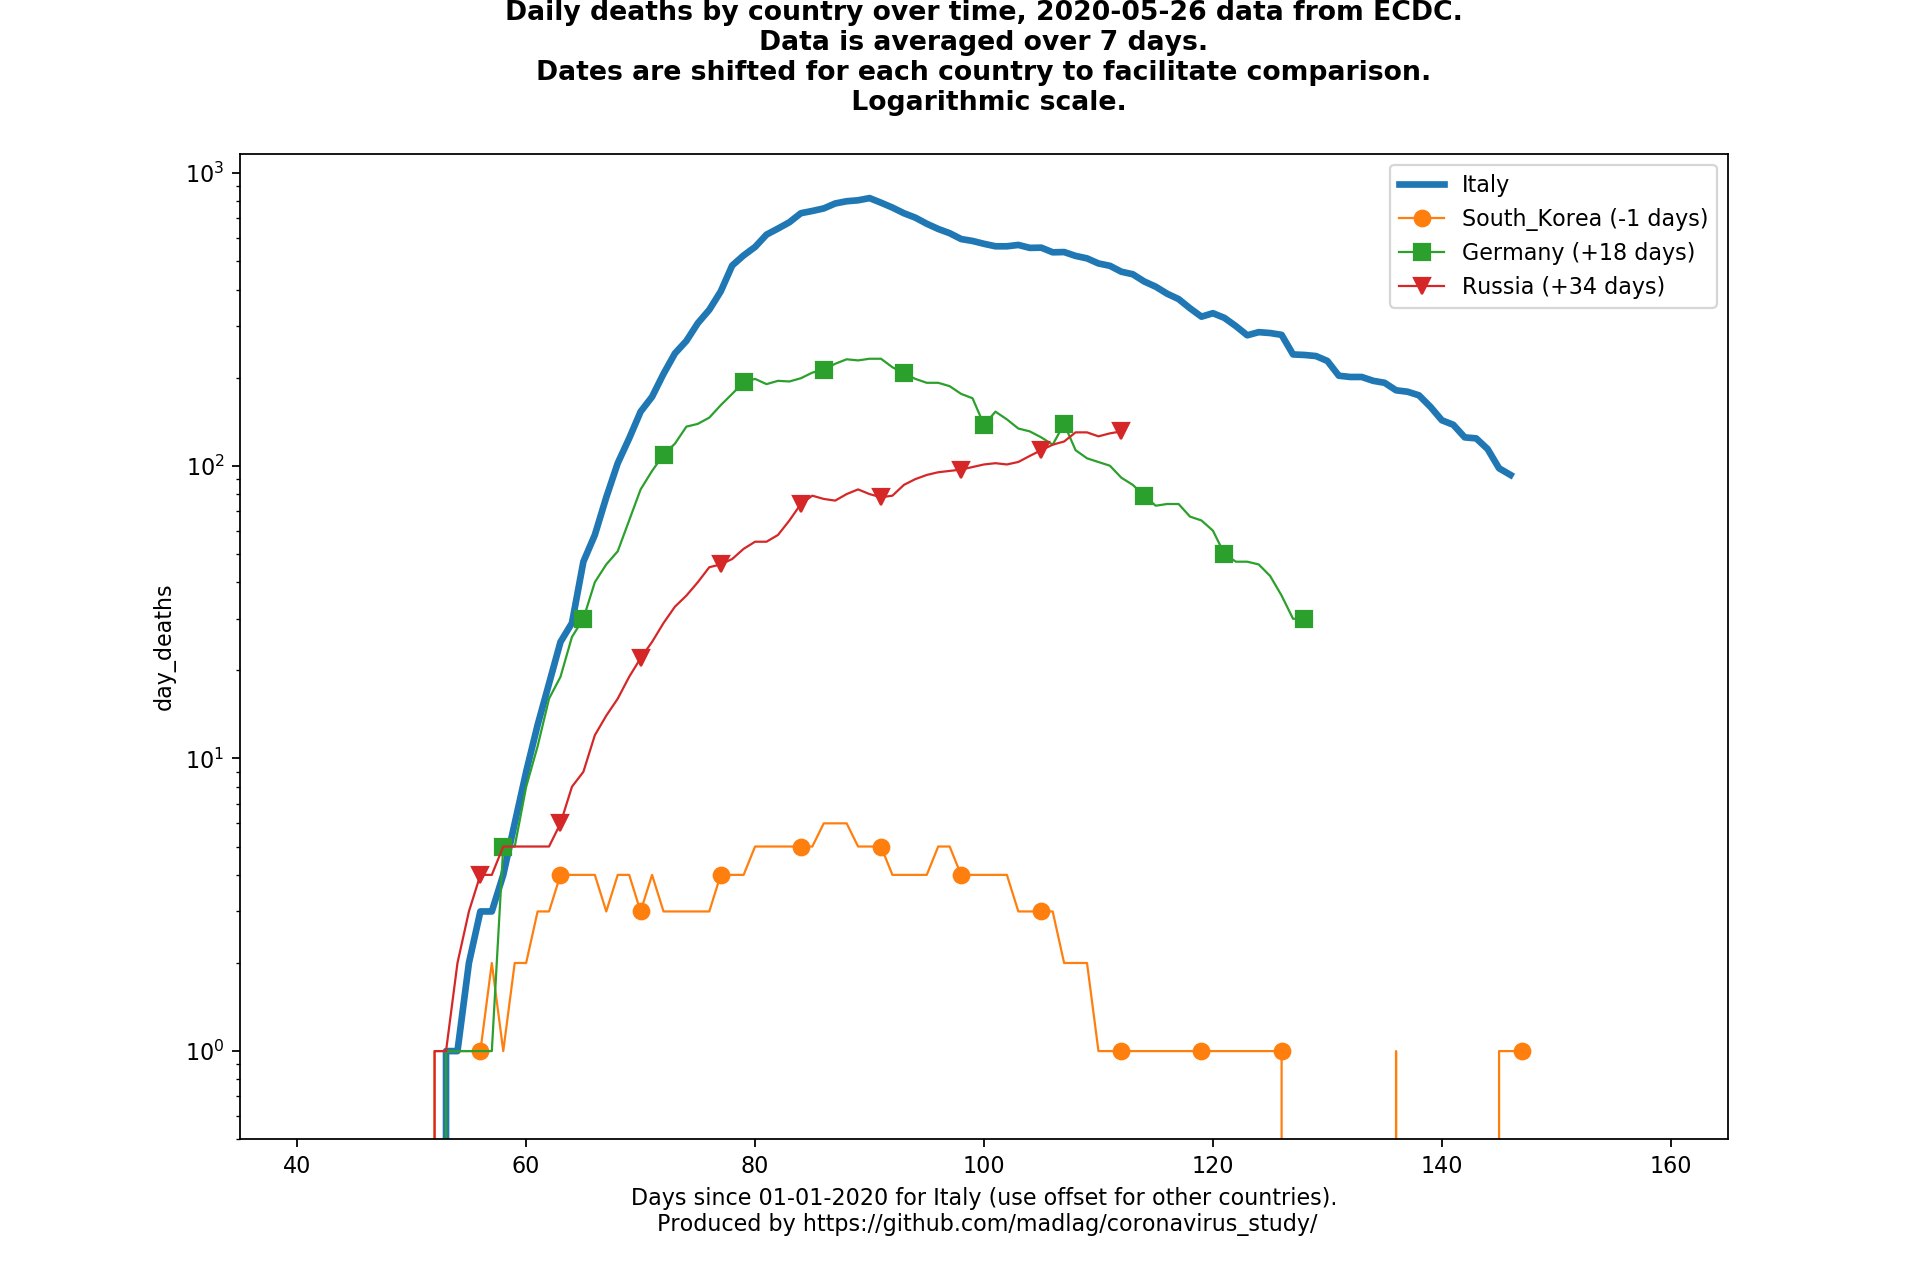 Daily deaths by country over time, 2020-05-26 data from ECDC.
Data is averaged over 7 days.
Dates are shifted for each country to facilitate comparison.
Logarithmic scale.
10³
10²
10¹
10⁰
day_deaths
Italy
South_Korea (-1 days)
Germany (+18 days)
Russia (+34 days)
40 60 80 100 120 140 160
Days since 01-01-2020 for Italy (use offset for other countries).
Produced by https://github.com/madlag/coronavirus_study/